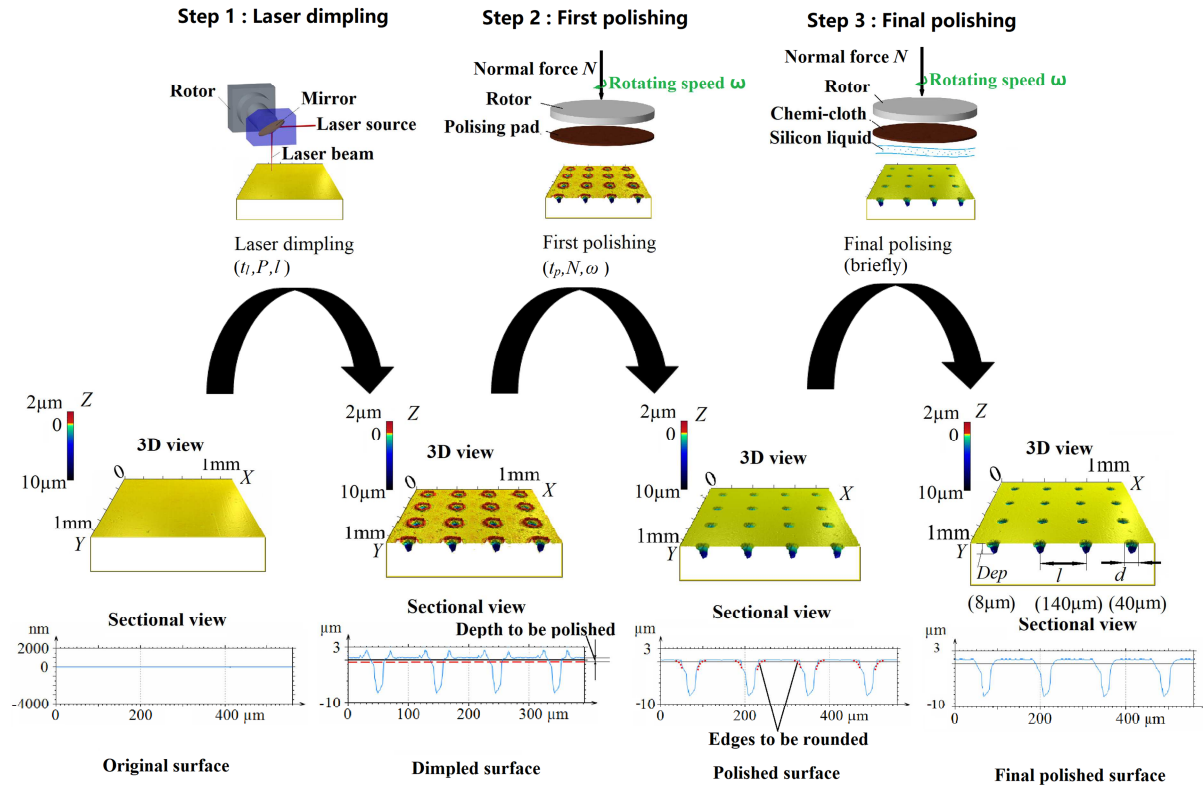 Step 1 : Laser dimpling
Step 2 : First polishing
Step 3 : Final polishing
Rotor
Mirror
Laser source
Laser beam
Laser dimpling
(tl,P,l )
Normal force N
Rotating speed ω
Rotor
Polising pad
First polishing
(tp,N,ω )
Normal force N
Rotating speed ω
Rotor
Chemi-cloth
Silicon liquid
Final polising
(briefly)
2µm
Z
0
10µm
3D view
0
1mm
X
1mm
Y
2µm
Z
0
10µm
3D view
0
1mm
X
1mm
Y
2µm
Z
0
10µm
3D view
0
1mm
X
1mm
Y
2µm
Z
0
10µm
3D view
0
1mm
X
1mm
Y
Dep
l
d
(8µm)
(140µm)
(40µm)
Sectional view
nm
2000
0
-4000
0
200
400 µm
Original surface
Sectional view
Depth to be polished
µm
3
-10
0
100
200
300 µm
Dimpled surface
Sectional view
µm
3
-10
0
200
400 µm
Edges to be rounded
Polished surface
Sectional view
µm
3
-10
0
200
400 µm
Final polished surface